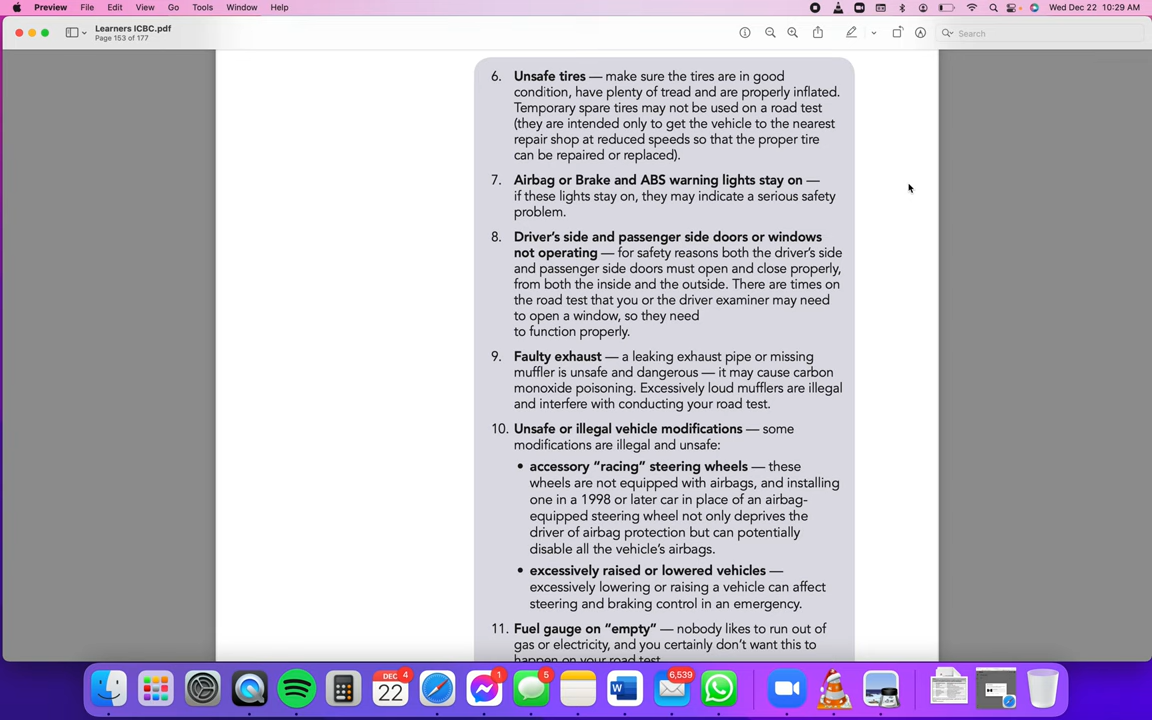 Preview File Edit View Go Tools Window Help Wed Dec 22 10:29 AM
Learners ICBC.pdf
Page 153 of 177
Search
6. Unsafe tires — make sure the tires are in good
condition, have plenty of tread and are properly inflated.
Temporary spare tires may not be used on a road test
(they are intended only to get the vehicle to the nearest
repair shop at reduced speeds so that the proper tire
can be repaired or replaced).
7. Airbag or Brake and ABS warning lights stay on —
if these lights stay on, they may indicate a serious safety
problem.
8. Driver’s side and passenger side doors or windows
not operating — for safety reasons both the driver’s side
and passenger side doors must open and close properly,
from both the inside and the outside. There are times on
the road test that you or the driver examiner may need
to open a window, so they need
to function properly.
9. Faulty exhaust — a leaking exhaust pipe or missing
muffler is unsafe and dangerous — it may cause carbon
monoxide poisoning. Excessively loud mufflers are illegal
and interfere with conducting your road test.
10. Unsafe or illegal vehicle modifications — some
modifications are illegal and unsafe:
• accessory “racing” steering wheels — these
wheels are not equipped with airbags, and installing
one in a 1998 or later car in place of an airbag-
equipped steering wheel not only deprives the
driver of airbag protection but can potentially
disable all the vehicle’s airbags.
• excessively raised or lowered vehicles —
excessively lowering or raising a vehicle can affect
steering and braking control in an emergency.
11. Fuel gauge on “empty” — nobody likes to run out of
gas or electricity, and you certainly don’t want this to
happen on your road test.
DEC 4 1 5 6,539
22